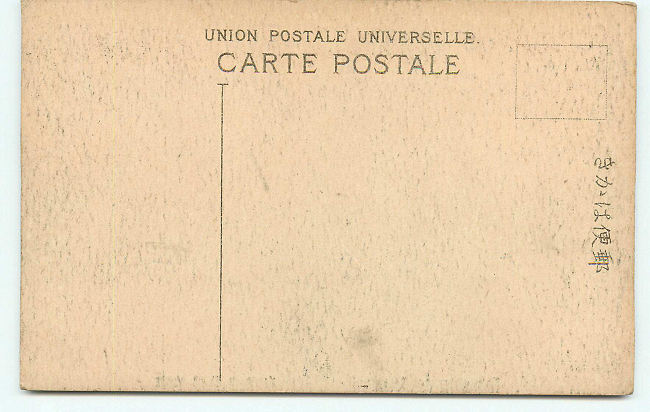 UNION POSTALE UNIVERSELLE.
CARTE POSTALE
郵便はかき